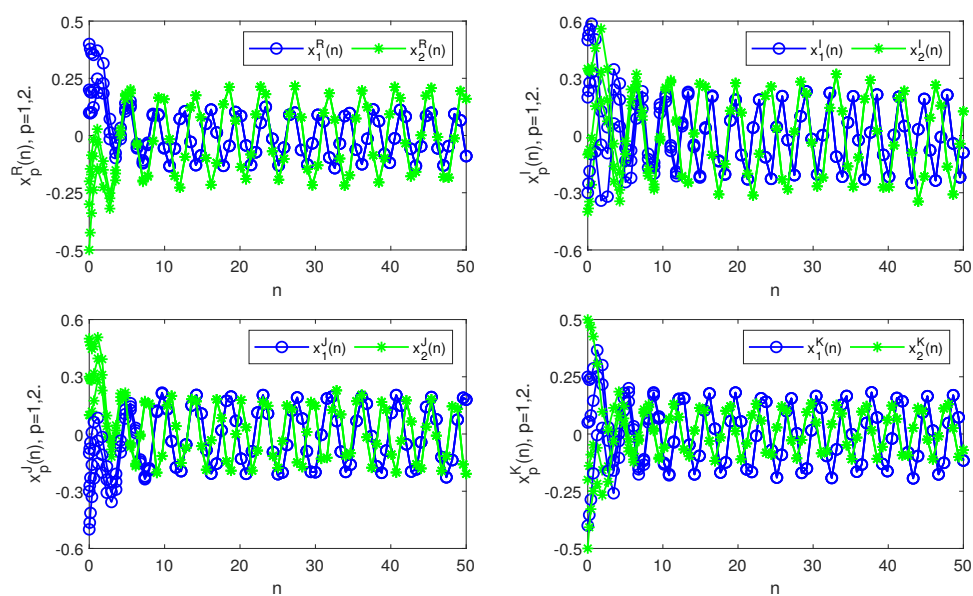 x_p^R(n), p=1,2.
0.5
0.25
0
-0.25
-0.5
x_1^R(n) x_2^R(n)
0 10 20 30 40 50
n
x_p^I(n), p=1,2.
0.6
0.3
0
-0.3
-0.6
x_1^I(n) x_2^I(n)
0 10 20 30 40 50
n
x_p^J(n), p=1,2.
0.6
0.3
0
-0.3
-0.6
x_1^J(n) x_2^J(n)
0 10 20 30 40 50
n
x_p^K(n), p=1,2.
0.5
0.25
0
-0.25
-0.5
x_1^K(n) x_2^K(n)
0 10 20 30 40 50
n